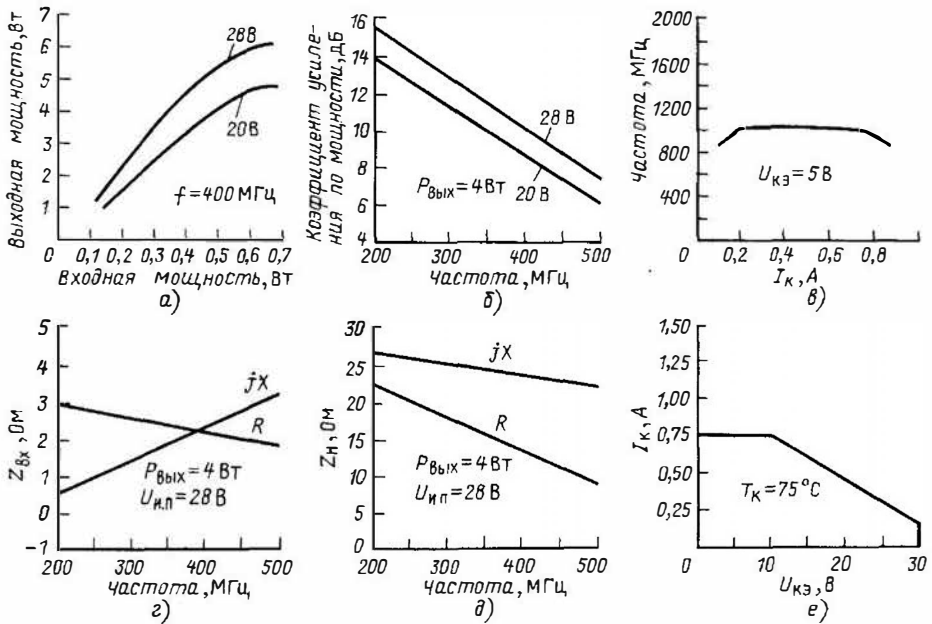 Выходная мощность, Вт
7
6
5
4
3
2
1
0
0,1 0,2 0,3 0,4 0,5 0,6 0,7
Входная мощность, Вт
28В
20В
f=400 МГц
а)
Коэффициент усиле-
ния по мощности, дБ
16
14
12
10
8
6
4
200 300 400 500
Частота, МГц
28В
20В
Pвых=4Вт
б)
Частота, МГц
2000
1600
1200
800
400
0
0,2 0,4 0,6 0,8
Iк, А
Uкэ=5В
в)
Zвх, Ом
5
4
3
2
1
0
-1
200 300 400 500
Частота, МГц
jX
R
Pвых=4Вт
Uи.п=28В
г)
Zн, Ом
30
25
20
15
10
5
0
200 300 400 500
Частота, МГц
jX
R
Pвых=4Вт
Uи.п=28В
д)
Iк, А
1,50
1,25
0,75
0,50
0,25
0 10 20 30
Uкэ, В
Tк=75°С
е)